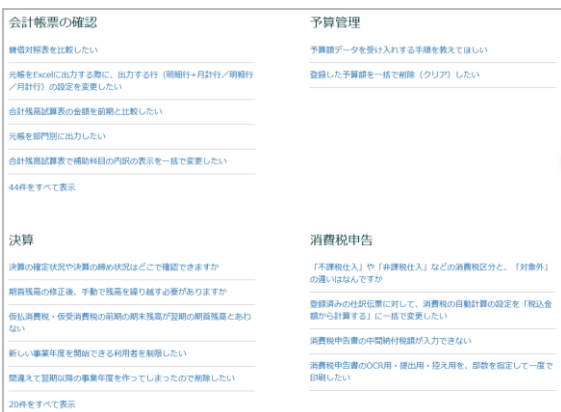 会計帳票の確認
貸借対照表を比較したい
元帳をExcelに出力する際に、出力する行（明細行+月計行／明細行
／月計行）の設定を変更したい
合計残高試算表の金額を前期と比較したい
元帳を部門別に出力したい
合計残高試算表で補助科目の内訳の表示を一括で変更したい
44件をすべて表示
予算管理
予算額データを受け入れする手順を教えてほしい
登録した予算額を一括で削除（クリア）したい
決算
決算の確定状況や決算の締め状況はどこで確認できますか
期首残高の修正後、手動で残高を繰り越す必要がありますか
仮払消費税・仮受消費税の前期の期末残高が翌期の期首残高とあわ
ない
新しい事業年度を開始できる利用者を制限したい
間違えて翌期以降の事業年度を作ってしまったので削除したい
20件をすべて表示
消費税申告
「不課税仕入」や「非課税仕入」などの消費税区分と、「対象外」
の違いはなんですか
登録済みの仕訳伝票に対して、消費税の自動計算の設定を「税込金
額から計算する」に一括で変更したい
消費税申告書の中間納付税額が入力できない
消費税申告書のOCR用・提出用・控え用を、部数を指定して一度で
印刷したい